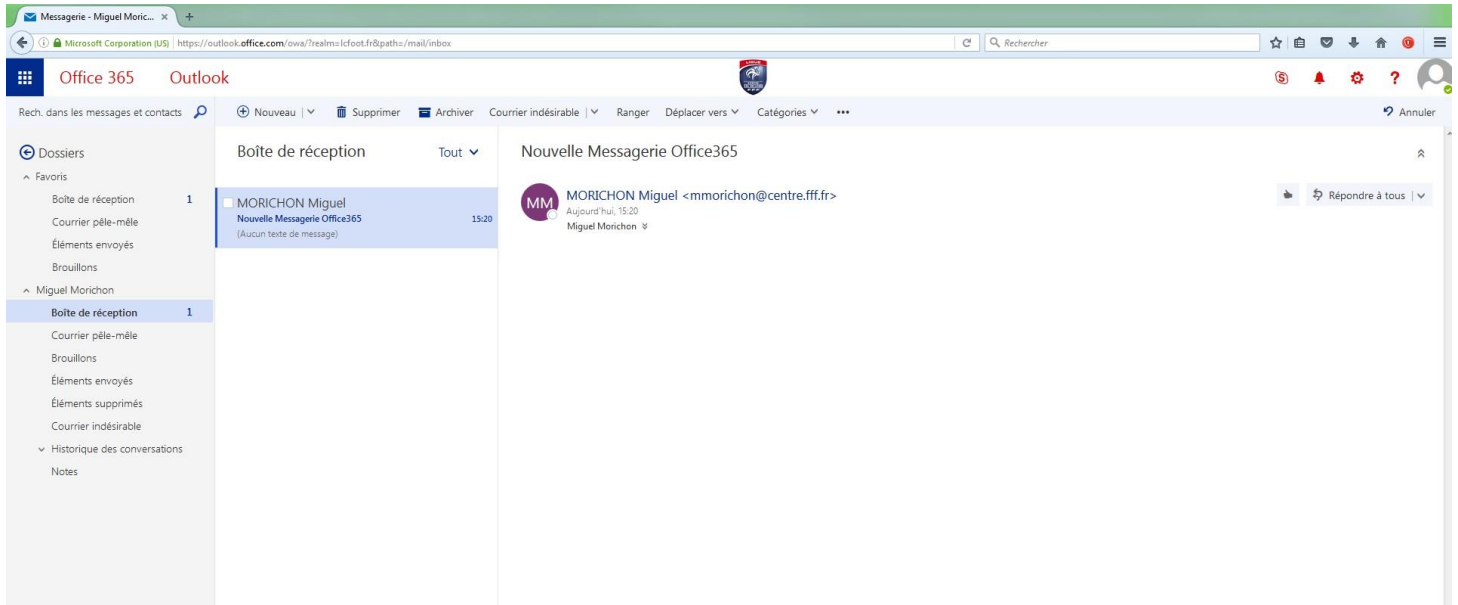 Messagerie - Miguel Moric...
Microsoft Corporation (US) https://outlook.office.com/owa/?realm=lcfoot.fr&path=/mail/inbox Rechercher
Office 365 Outlook
Rech. dans les messages et contacts Nouveau Supprimer Archiver Courrier indésirable Ranger Déplacer vers Catégories ••• Annuler
Dossiers
Favoris
Boîte de réception 1
Courrier pêle-mêle
Éléments envoyés
Brouillons
Miguel Morichon
Boîte de réception 1
Courrier pêle-mêle
Brouillons
Éléments envoyés
Éléments supprimés
Courrier indésirable
Historique des conversations
Notes
Boîte de réception Tout
MORICHON Miguel
Nouvelle Messagerie Office365 15:20
(Aucun texte de message)
Nouvelle Messagerie Office365
MM
MORICHON Miguel <mmorichon@centre.fff.fr>
Aujourd'hui, 15:20
Miguel Morichon
Répondre à tous